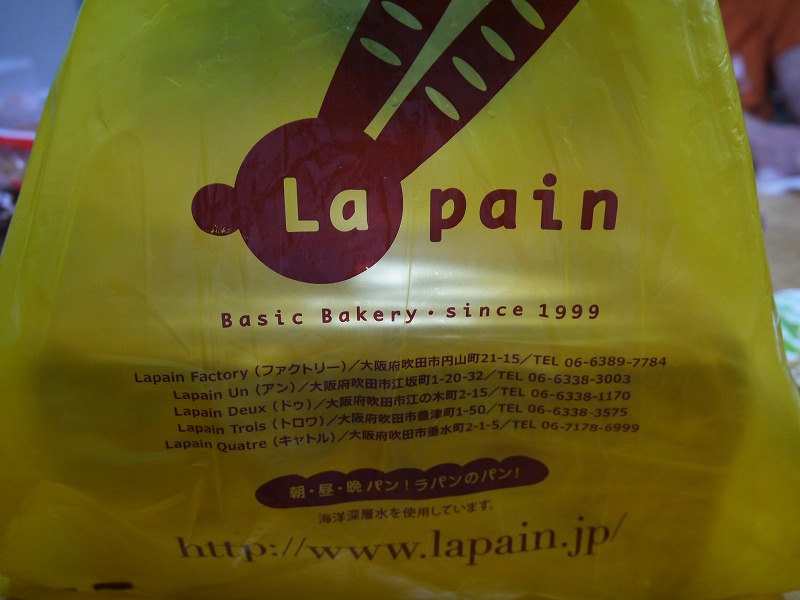 La pain
Basic Bakery・since 1999
Lapain Factory（ファクトリー）／大阪府吹田市円山町21-15／TEL 06-6389-7784
Lapain Un（アン）／大阪府吹田市江坂町1-20-32／TEL 06-6338-3003
Lapain Deux（ドゥ）／大阪府吹田市江の木町2-15／TEL 06-6338-1170
Lapain Trois（トロワ）／大阪府吹田市豊津町1-50／TEL 06-6338-3575
Lapain Quatre（キャトル）／大阪府吹田市垂水町2-1-5／TEL 06-7178-6999
朝・昼・晩 パン！ラパンのパン！
海洋深層水を使用しています。
http://www.lapain.jp/